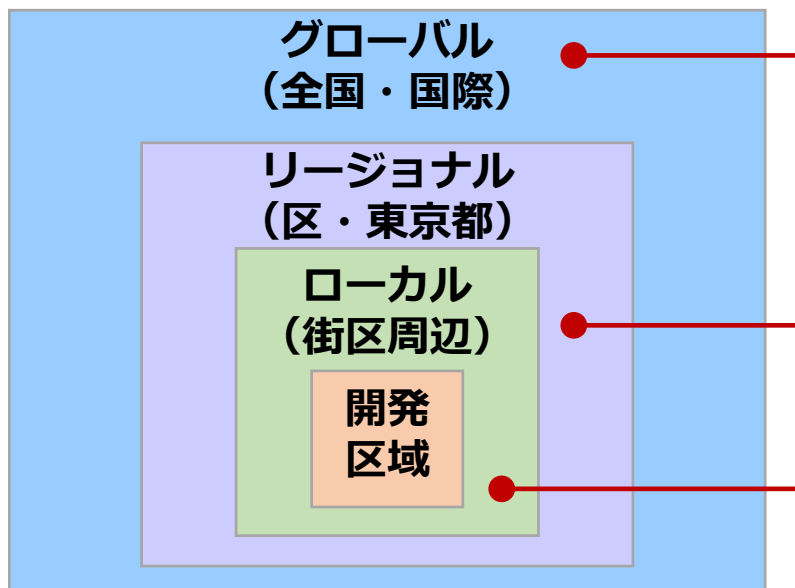 グローバル
（全国・国際）
リージョナル
（区・東京都）
ローカル
（街区周辺）
開発
区域